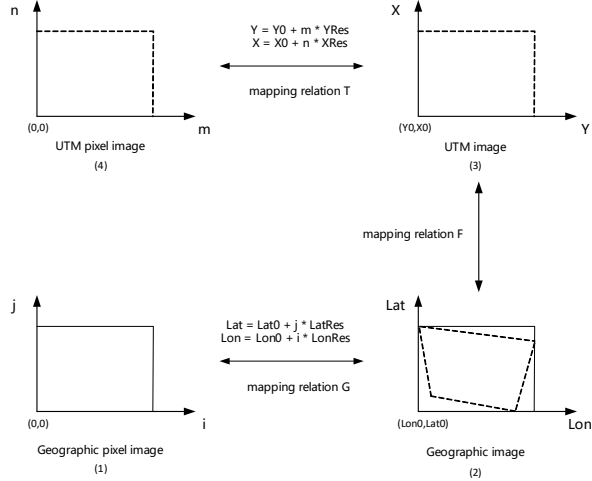 n
X
Y = Y0 + m * YRes
X = X0 + n * XRes
mapping relation T
(0,0)
m
(Y0,X0)
Y
UTM pixel image
UTM image
(4)
(3)
mapping relation F
j
Lat
Lat = Lat0 + j * LatRes
Lon = Lon0 + i * LonRes
mapping relation G
(0,0)
i
(Lon0,Lat0)
Lon
Geographic pixel image
Geographic image
(1)
(2)